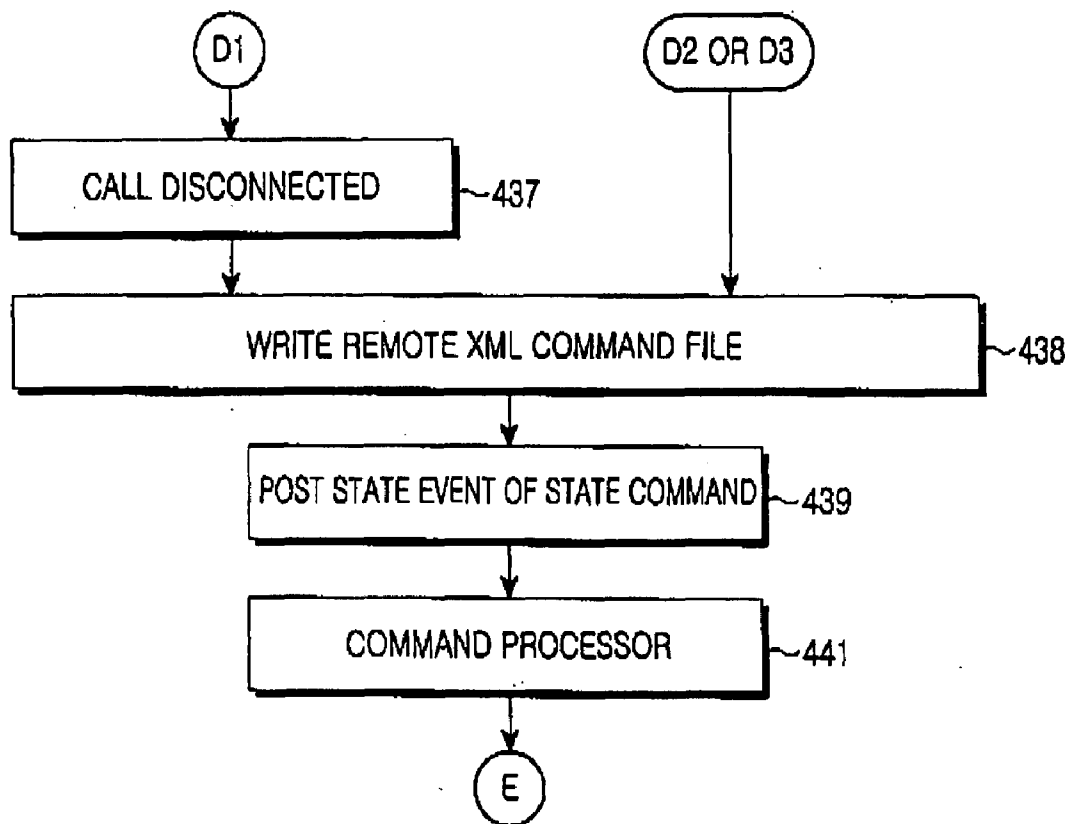 D1
D2 OR D3
CALL DISCONNECTED
437
WRITE REMOTE XML COMMAND FILE
438
POST STATE EVENT OF STATE COMMAND
439
COMMAND PROCESSOR
441
E